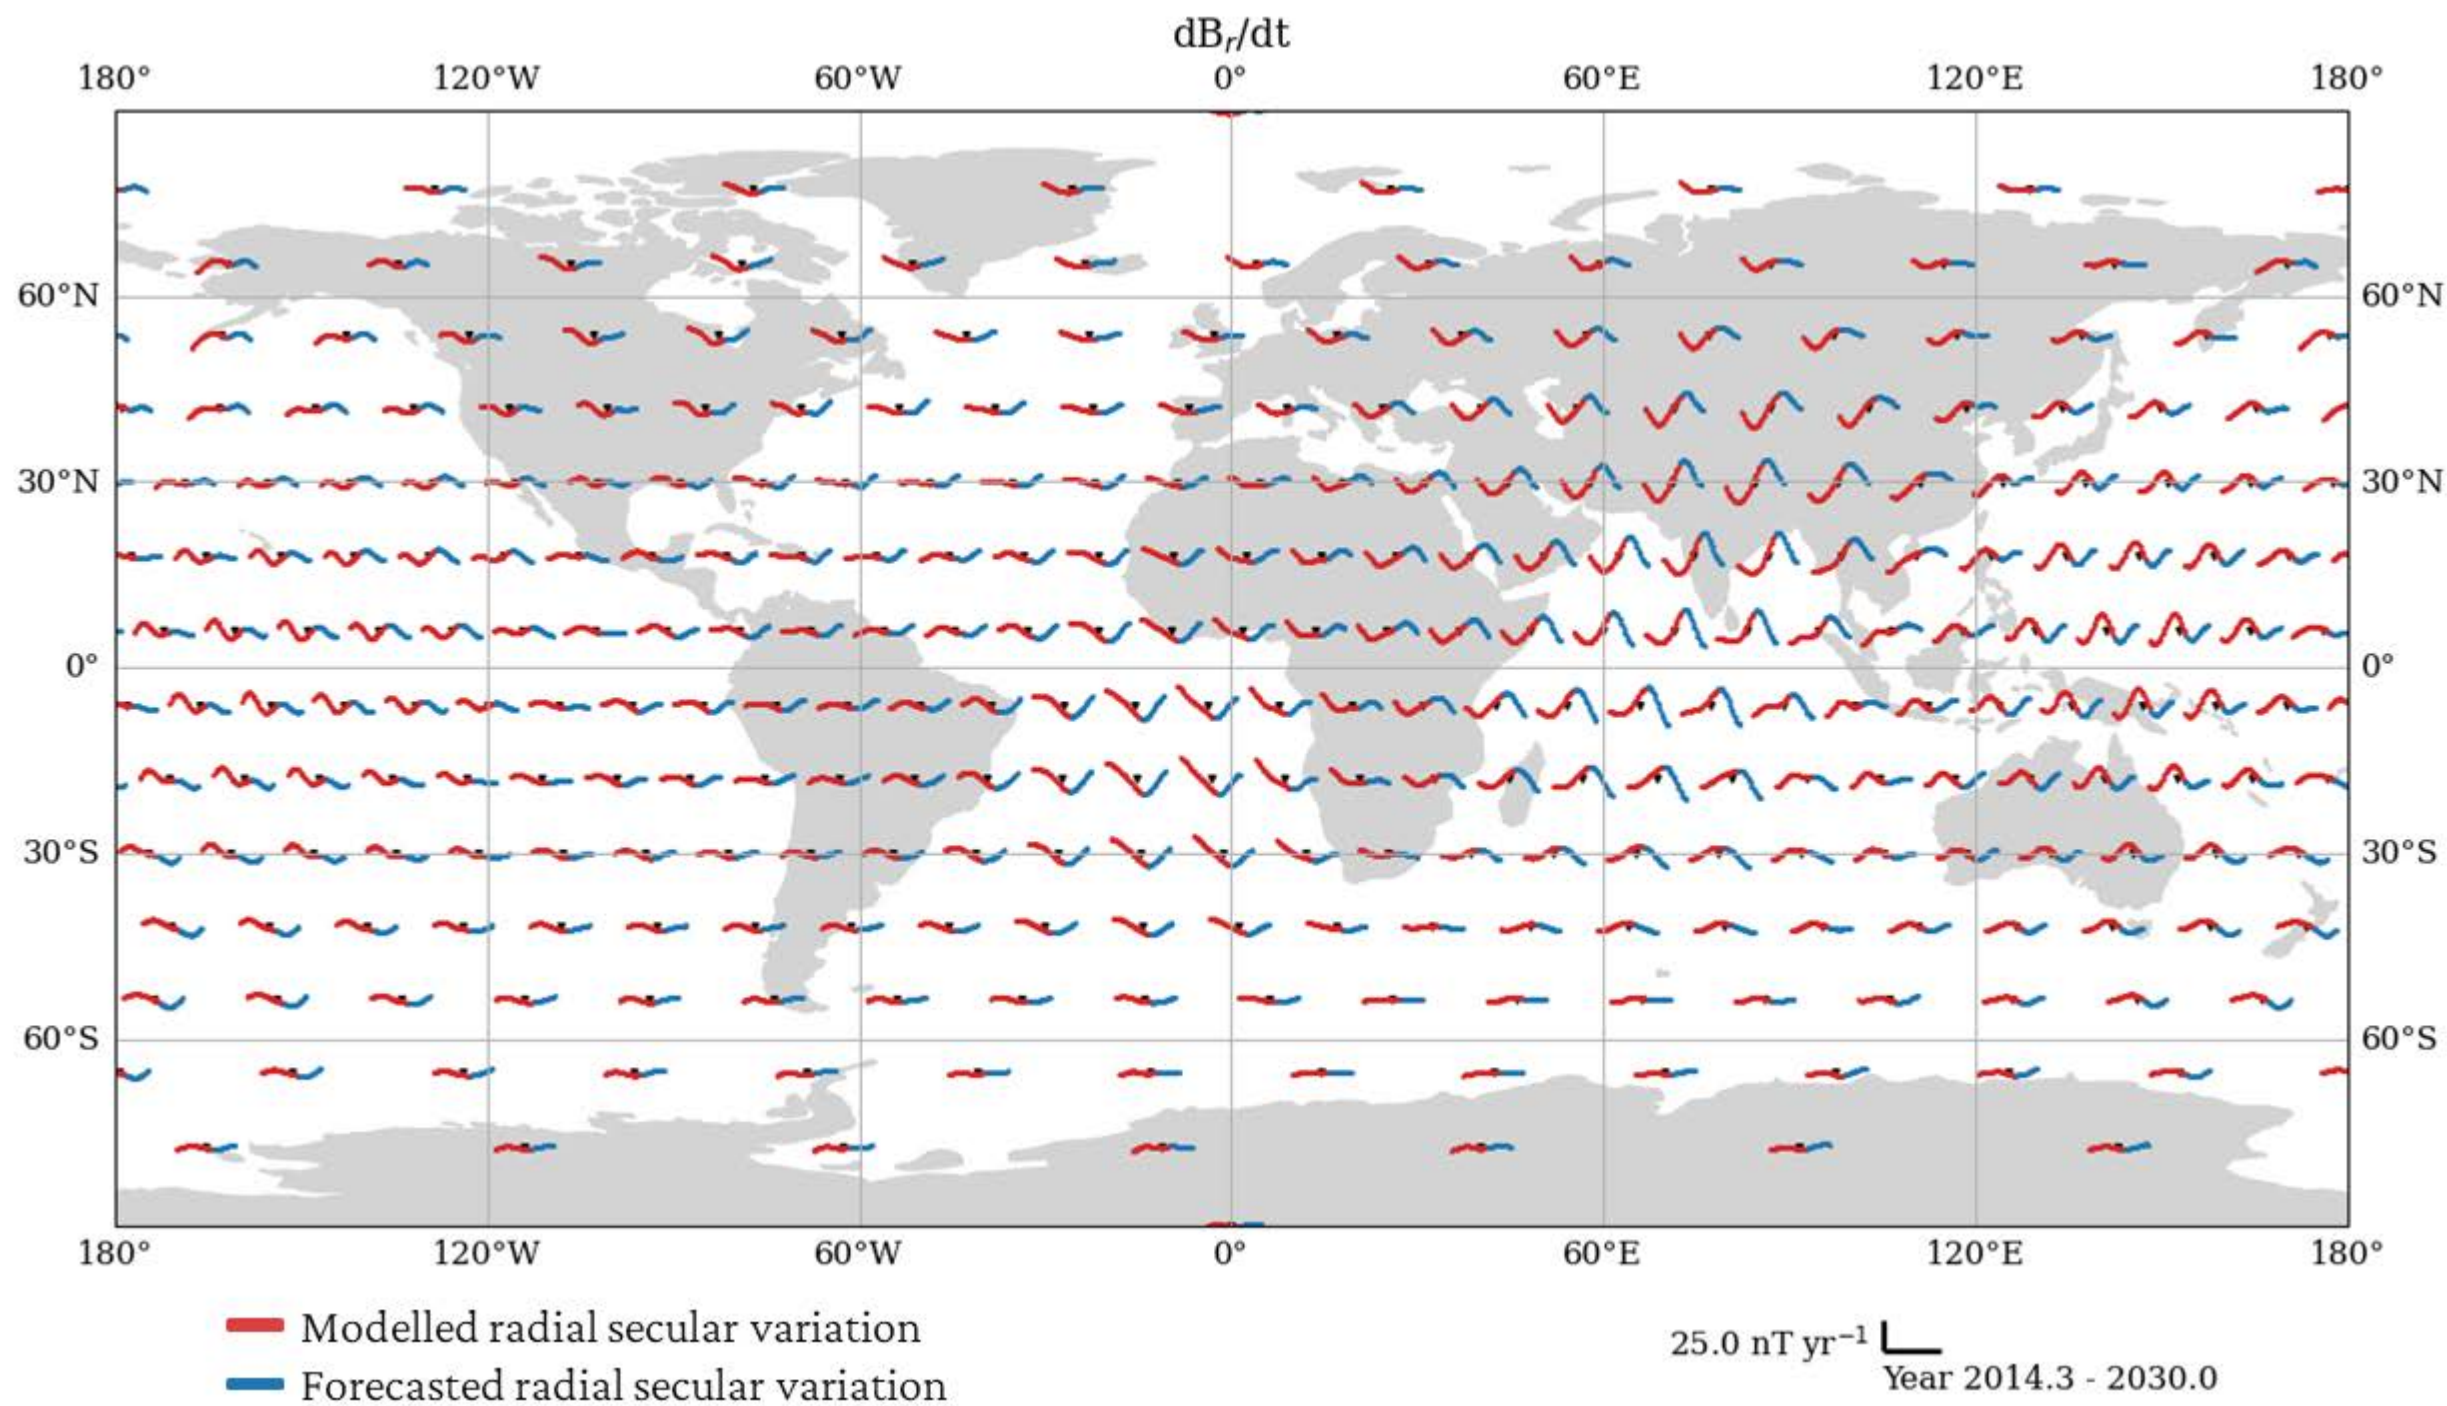 dBr/dt
180° 120°W 60°W 0° 60°E 120°E 180°
60°N 60°N
30°N 30°N
0° 0°
30°S 30°S
60°S 60°S
180° 120°W 60°W 0° 60°E 120°E 180°
Modelled radial secular variation
Forecasted radial secular variation
25.0 nT yr⁻¹
Year 2014.3 - 2030.0